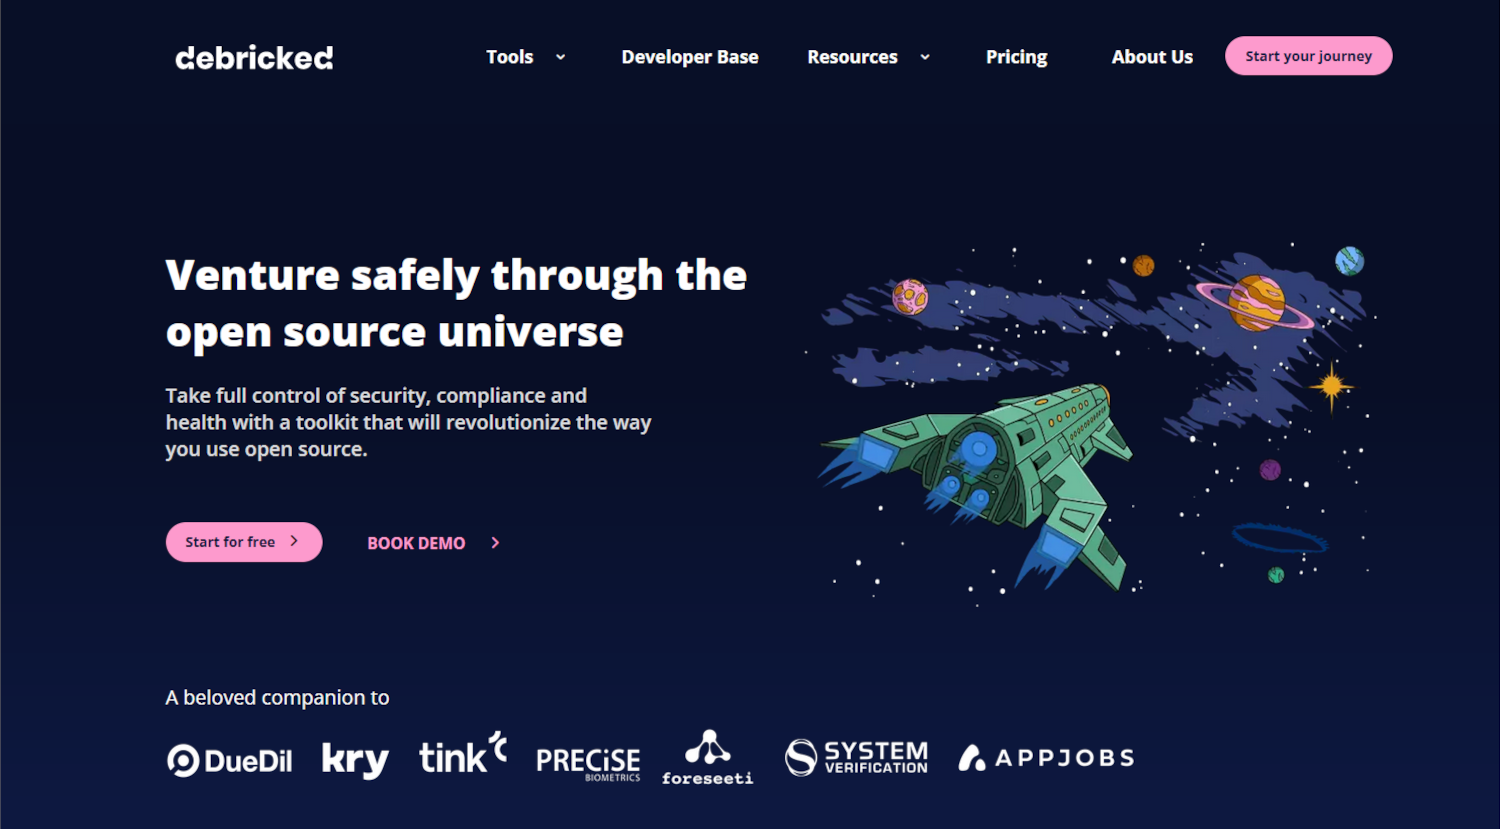 debricked
Tools
Developer Base
Resources
Pricing
About Us
Start your journey
Venture safely through the
open source universe
Take full control of security, compliance and
health with a toolkit that will revolutionize the way
you use open source.
Start for free
BOOK DEMO
A beloved companion to
DueDil
kry
tink
PRECiSE
BIOMETRICS
foreseeti
SYSTEM
VERIFICATION
APPJOBS